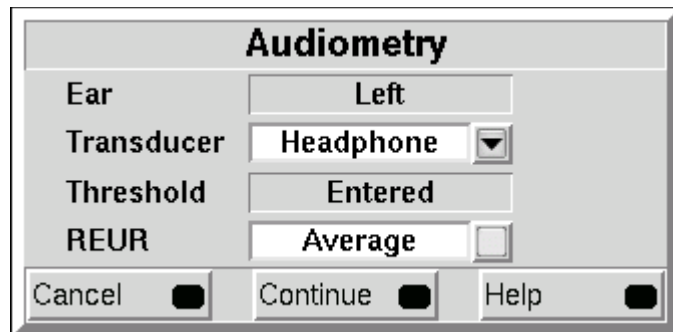 Audiometry
Ear Left
Transducer Headphone
Threshold Entered
REUR Average
Cancel Continue Help